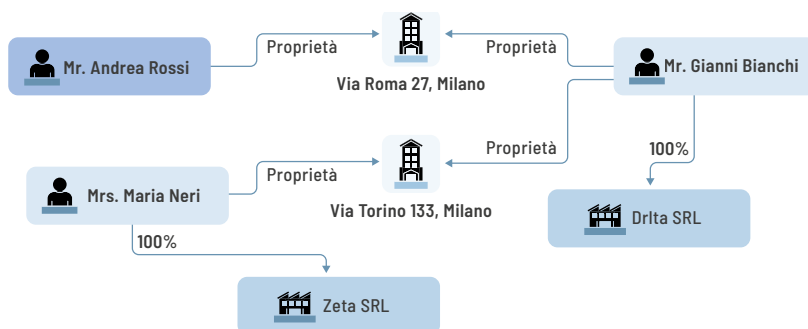 Proprietà
Proprietà
Mr. Andrea Rossi
Mr. Gianni Bianchi
Via Roma 27, Milano
100%
Proprietà
Proprietà
Mrs. Maria Neri
Via Torino 133, Milano
DrIta SRL
100%
Zeta SRL